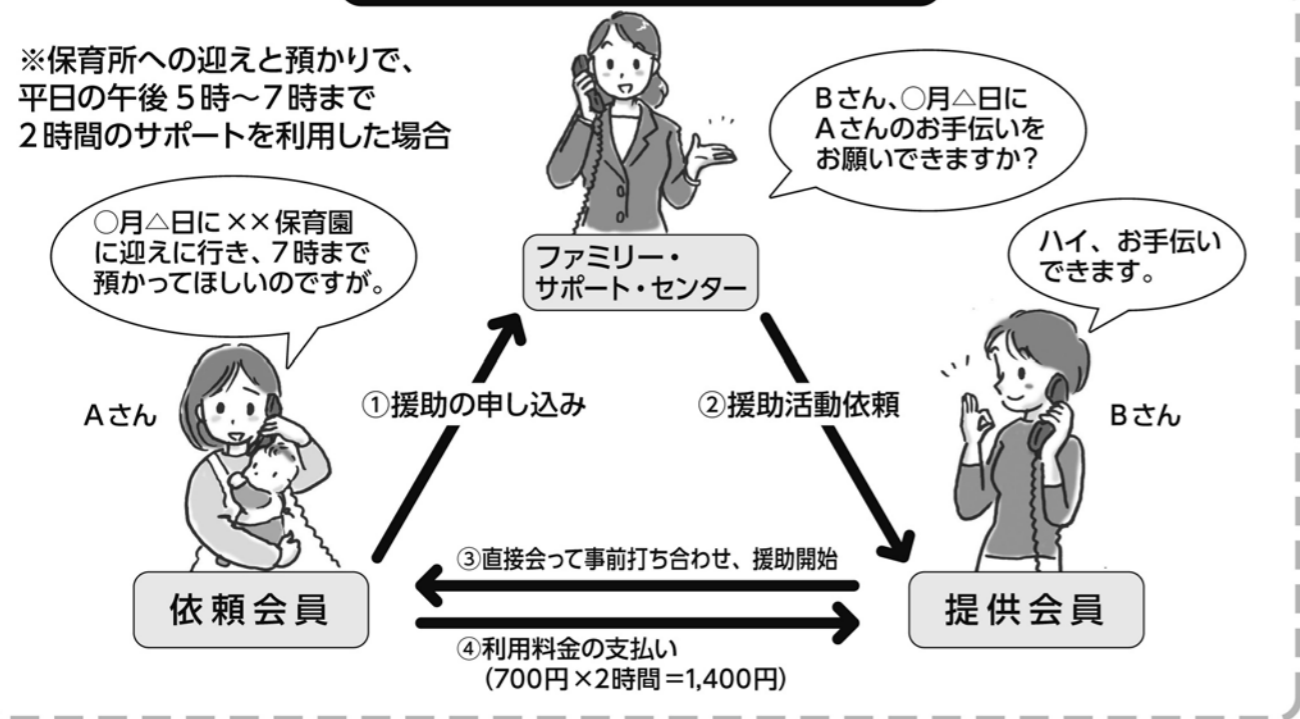 ※保育所への迎えと預かりで、
平日の午後5時～7時まで
2時間のサポートを利用した場合
○月△日に××保育園
に迎えに行き、7時まで
預かってほしいのですが。
Bさん、○月△日に
Aさんのお手伝いを
お願いできますか？
ハイ、お手伝い
できます。
ファミリー・
サポート・センター
Aさん
①援助の申し込み
②援助活動依頼
Bさん
③直接会って事前打ち合わせ、援助開始
依頼会員
提供会員
④利用料金の支払い
(700円×2時間＝1,400円)